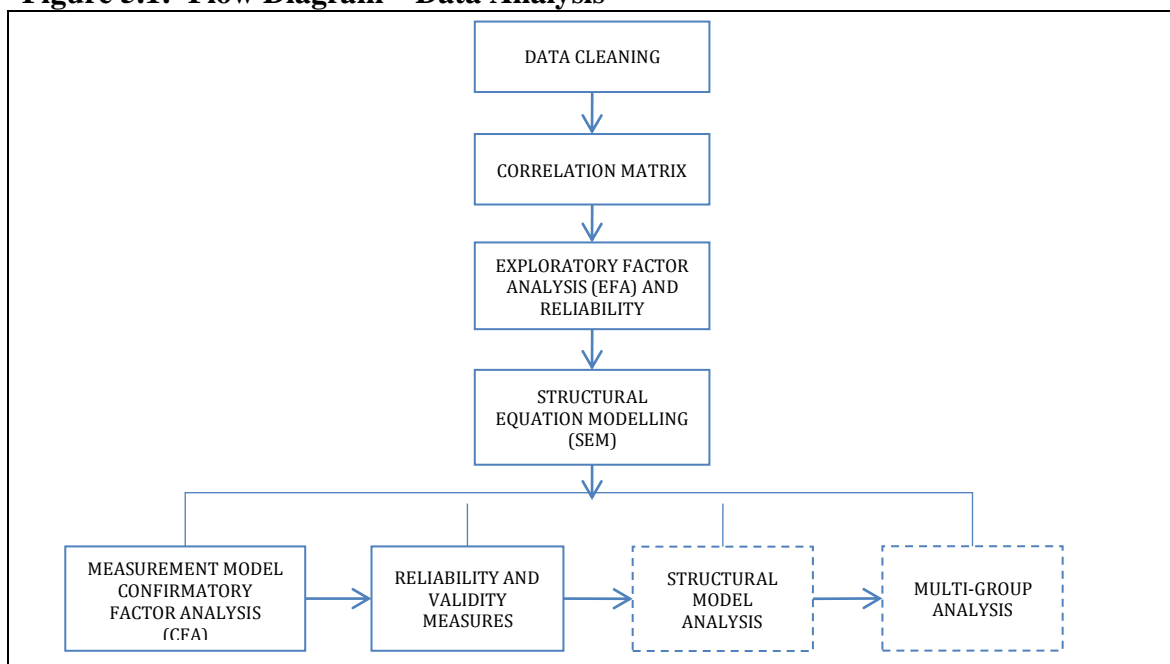 Figure 5.1: Flow Diagram – Data Analysis
DATA CLEANING
CORRELATION MATRIX
EXPLORATORY FACTOR
ANALYSIS (EFA) AND
RELIABILITY
STRUCTURAL
EQUATION MODELLING
(SEM)
MEASUREMENT MODEL
CONFIRMATORY
FACTOR ANALYSIS
(CFA)
RELIABILITY AND
VALIDITY
MEASURES
STRUCTURAL
MODEL
ANALYSIS
MULTI-GROUP
ANALYSIS